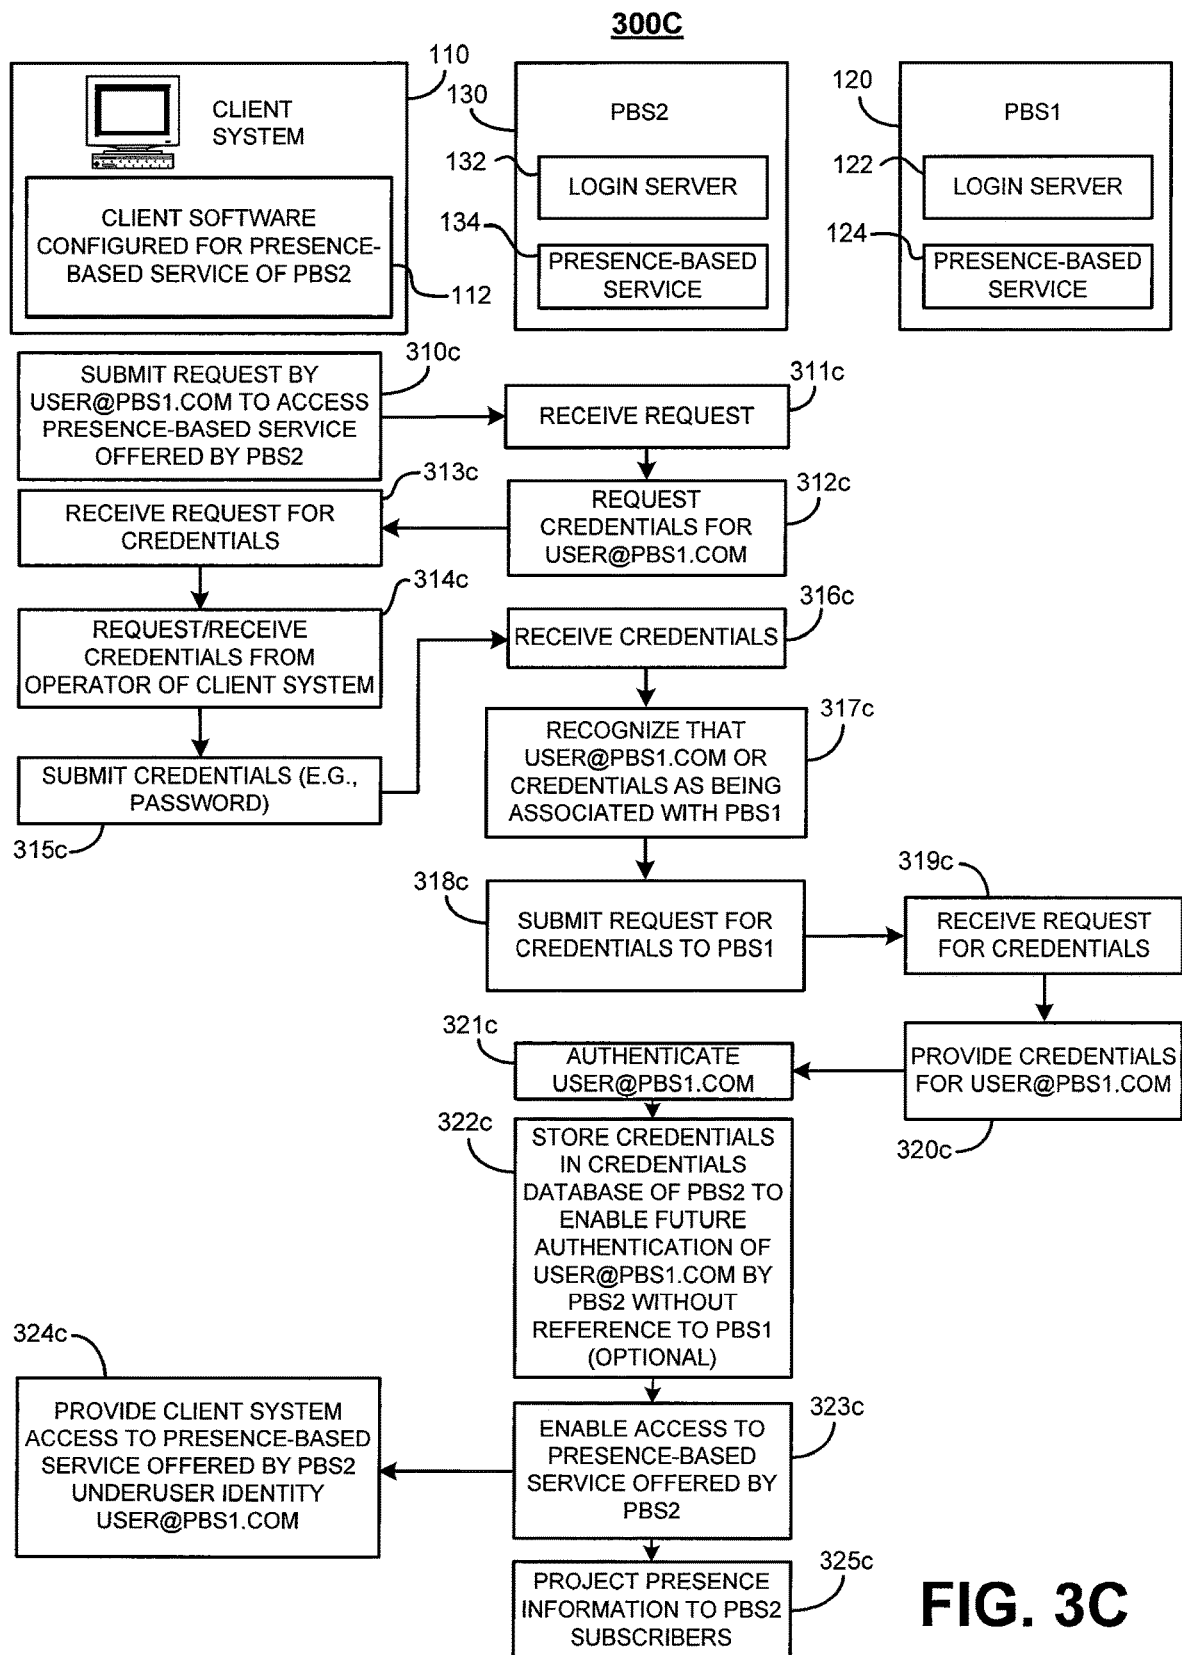 300C
110
CLIENT
SYSTEM
CLIENT SOFTWARE
CONFIGURED FOR PRESENCE-
BASED SERVICE OF PBS2
112
130
PBS2
132
LOGIN SERVER
134
PRESENCE-BASED
SERVICE
120
PBS1
122
LOGIN SERVER
124
PRESENCE-BASED
SERVICE
310c
SUBMIT REQUEST BY
USER@PBS1.COM TO ACCESS
PRESENCE-BASED SERVICE
OFFERED BY PBS2
311c
RECEIVE REQUEST
312c
REQUEST
CREDENTIALS FOR
USER@PBS1.COM
313c
RECEIVE REQUEST FOR
CREDENTIALS
314c
REQUEST/RECEIVE
CREDENTIALS FROM
OPERATOR OF CLIENT SYSTEM
SUBMIT CREDENTIALS (E.G.,
PASSWORD)
315c
316c
RECEIVE CREDENTIALS
317c
RECOGNIZE THAT
USER@PBS1.COM OR
CREDENTIALS AS BEING
ASSOCIATED WITH PBS1
318c
SUBMIT REQUEST FOR
CREDENTIALS TO PBS1
319c
RECEIVE REQUEST
FOR CREDENTIALS
PROVIDE CREDENTIALS
FOR USER@PBS1.COM
320c
321c
AUTHENTICATE
USER@PBS1.COM
322c
STORE CREDENTIALS
IN CREDENTIALS
DATABASE OF PBS2 TO
ENABLE FUTURE
AUTHENTICATION OF
USER@PBS1.COM BY
PBS2 WITHOUT
REFERENCE TO PBS1
(OPTIONAL)
323c
ENABLE ACCESS TO
PRESENCE-BASED
SERVICE OFFERED BY
PBS2
324c
PROVIDE CLIENT SYSTEM
ACCESS TO PRESENCE-BASED
SERVICE OFFERED BY PBS2
UNDERUSER IDENTITY
USER@PBS1.COM
325c
PROJECT PRESENCE
INFORMATION TO PBS2
SUBSCRIBERS
FIG. 3C